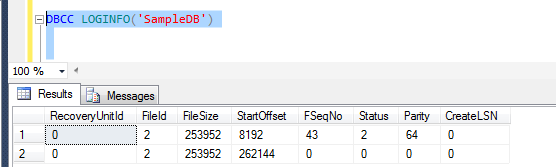 DBCC LOGINFO('SampleDB')
100 %
Results Messages
RecoveryUnitId FileId FileSize StartOffset FSeqNo Status Parity CreateLSN
1 0 2 253952 8192 43 2 64 0
2 0 2 253952 262144 0 0 0 0